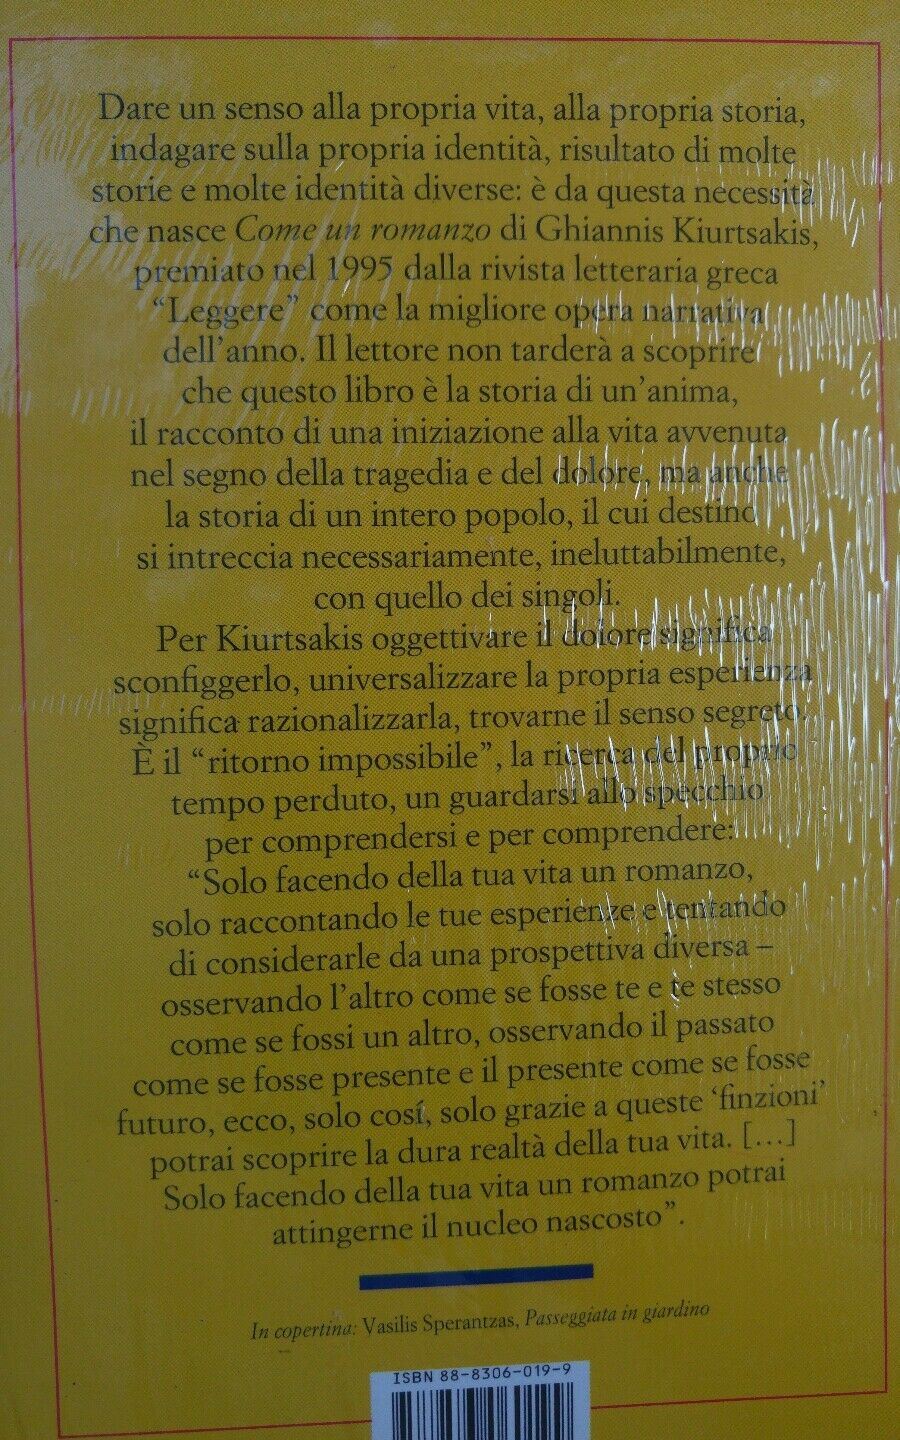 Dare un senso alla propria vita, alla propria storia,
indagare sulla propria identità, risultato di molte
storie e molte identità diverse: è da questa necessità
che nasce Come un romanzo di Ghiannis Kiurtsakis,
premiato nel 1995 dalla rivista letteraria greca
“Leggere” come la migliore opera narrativa
dell’anno. Il lettore non tarderà a scoprire
che questo libro è la storia di un’anima,
il racconto di una iniziazione alla vita avvenuta
nel segno della tragedia e del dolore, ma anche
la storia di un intero popolo, il cui destino
si intreccia necessariamente, ineluttabilmente,
con quello dei singoli.
Per Kiurtsakis oggettivare il dolore significa
sconfiggerlo, universalizzare la propria esperienza
significa razionalizzarla, trovarne il senso segreto.
È il “ritorno impossibile”, la ricerca del proprio
tempo perduto, un guardarsi allo specchio
per comprendersi e per comprendere:
“Solo facendo della tua vita un romanzo,
solo raccontando le tue esperienze e tentando
di considerarle da una prospettiva diversa –
osservando l’altro come se fosse te e te stesso
come se fossi un altro, osservando il passato
come se fosse presente e il presente come se fosse
futuro, ecco, solo cosí, solo grazie a queste ‘finzioni’
potrai scoprire la dura realtà della tua vita. [...]
Solo facendo della tua vita un romanzo potrai
attingerne il nucleo nascosto”.
In copertina: Vasilis Sperantzas, Passeggiata in giardino
ISBN 88-8306-019-9